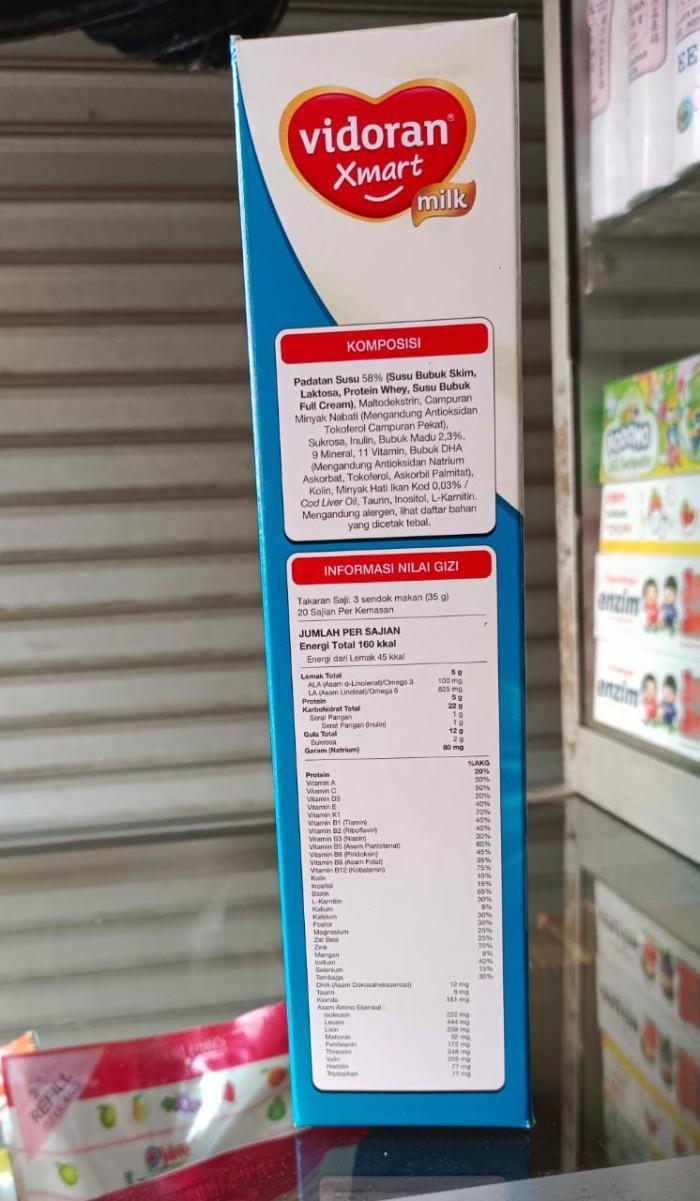 vidoran®
Xmart
milk
KOMPOSISI
Padatan Susu 58% (Susu Bubuk Skim,
Laktosa, Protein Whey, Susu Bubuk
Full Cream), Maltodekstrin, Campuran
Minyak Nabati (Mengandung Antioksidan
Tokoferol Campuran Pekat),
Sukrosa, Inulin, Bubuk Madu 2,3%,
9 Mineral, 11 Vitamin, Bubuk DHA
(Mengandung Antioksidan Natrium
Askorbat, Tokoferol, Askorbil Palmitat),
Kolin, Minyak Hati Ikan Kod 0,03% /
Cod Liver Oil, Taurin, Inositol, L-Karnitin.
Mengandung alergen, lihat daftar bahan
yang dicetak tebal.
INFORMASI NILAI GIZI
Takaran Saji: 3 sendok makan (35 g)
20 Sajian Per Kemasan
JUMLAH PER SAJIAN
Energi Total 160 kkal
Energi dari Lemak 45 kkal
Lemak Total 5 g
ALA (Asam α-Linolenat)/Omega 3 100 mg
LA (Asam Linoleat)/Omega 6 825 mg
Protein 5 g
Karbohidrat Total 22 g
Serat Pangan 1 g
Serat Pangan (Inulin) 1 g
Gula Total 12 g
Sukrosa 2 g
Garam (Natrium) 80 mg
%AKG
Protein 20%
Vitamin A 50%
Vitamin C 50%
Vitamin D3 20%
Vitamin E 40%
Vitamin K1 70%
Vitamin B1 (Tiamin) 45%
Vitamin B2 (Riboflavin) 40%
Vitamin B3 (Niasin) 30%
Vitamin B5 (Asam Pantotenat) 60%
Vitamin B6 (Piridoksin) 45%
Vitamin B9 (Asam Folat) 35%
Vitamin B12 (Kobalamin) 75%
Kolin 10%
Inositol 15%
Biotin 65%
L-Karnitin 30%
Kalium 8%
Kalsium 30%
Fosfor 30%
Magnesium 25%
Zat Besi 25%
Zink 70%
Mangan 8%
Iodium 40%
Selenium 15%
Tembaga 30%
DHA (Asam Dokosaheksaenoat) 12 mg
Taurin 8 mg
Klorida 161 mg
Asam Amino Esensial :
Isoleusin 222 mg
Leusin 444 mg
Lisin
Metionin
Fenilalanin 172 mg
Threonin
Valin
Histidin 77 mg
Triptophan 77 mg
enzim
enzim
REFILL
EE